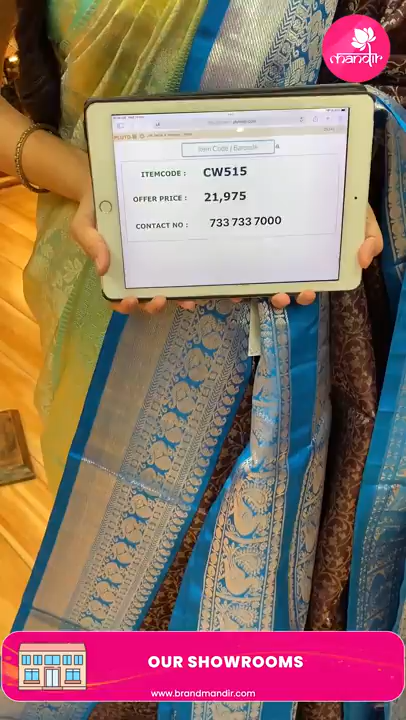 mandir
Item Code / Barcode
ITEMCODE : CW515
OFFER PRICE : 21,975
CONTACT NO : 733 733 7000
OUR SHOWROOMS
www.brandmandir.com